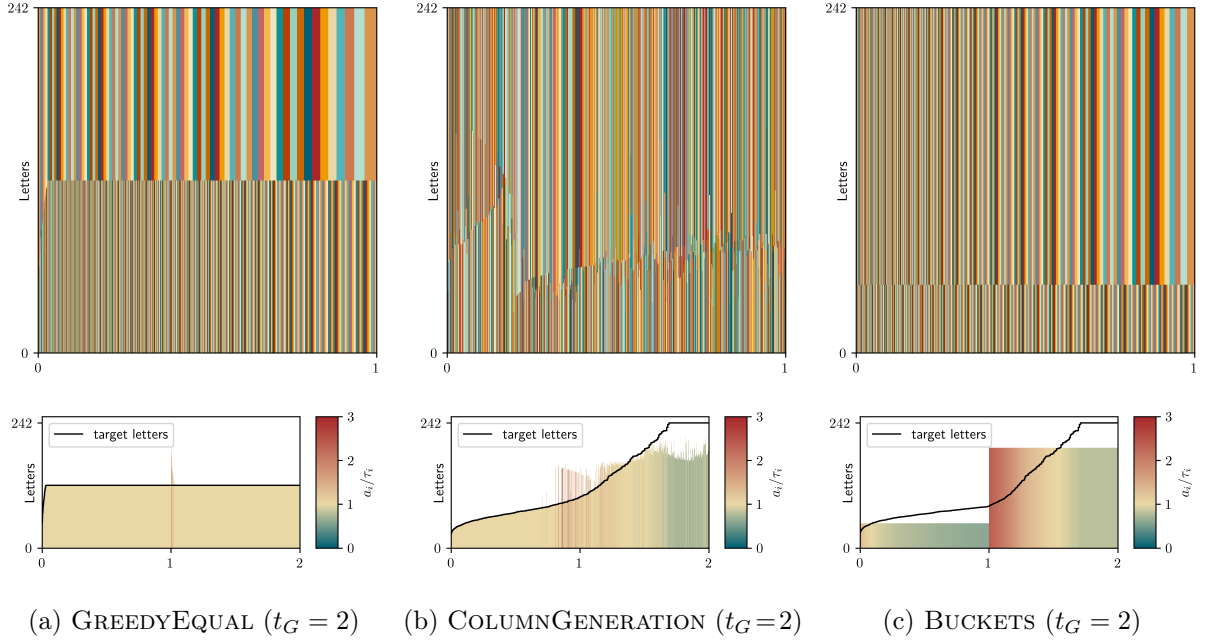 242
Letters
0
0
1
242
Letters
0
0
1
242
Letters
0
0
1
242
Letters
0
target letters
0
1
2
3
2
1
0
a_i/τ_i
242
Letters
0
target letters
0
1
2
3
2
1
0
a_i/τ_i
242
Letters
0
target letters
0
1
2
3
2
1
0
a_i/τ_i
(a) GREEDYEQUAL (t_G = 2)
(b) COLUMNGENERATION (t_G = 2)
(c) BUCKETS (t_G = 2)